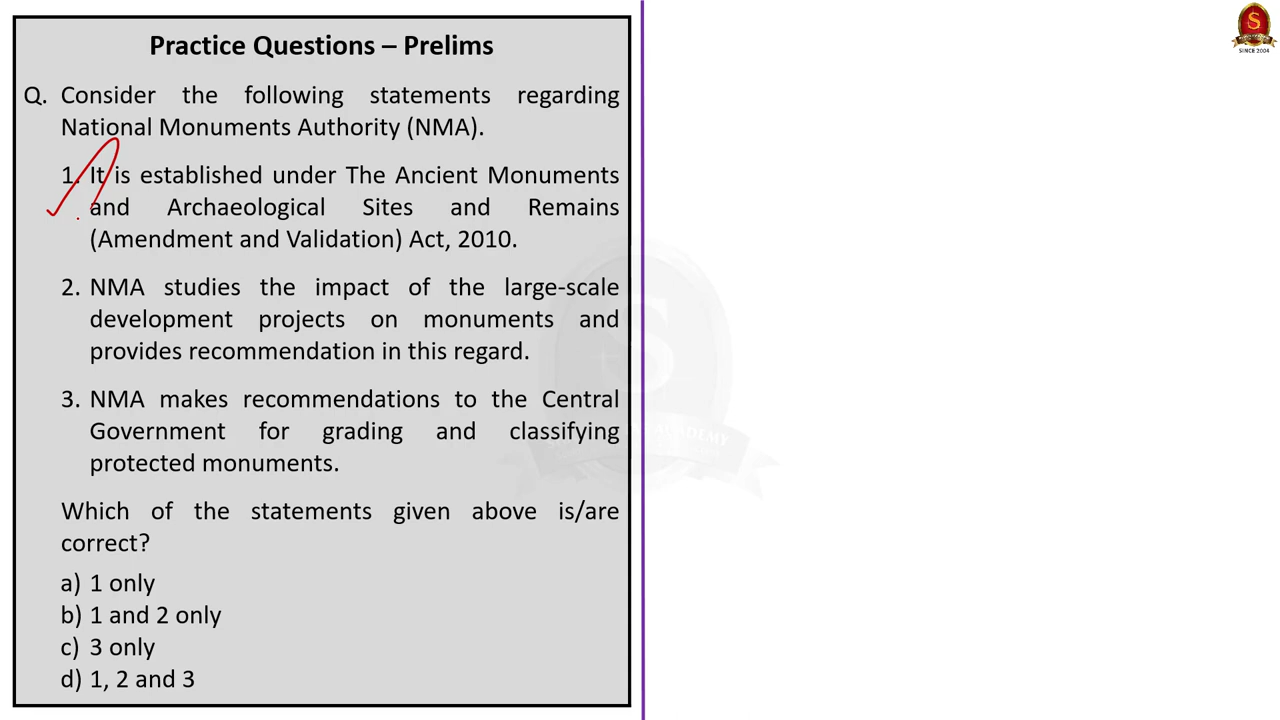 Practice Questions – Prelims
Q. Consider the following statements regarding
National Monuments Authority (NMA).
1. It is established under The Ancient Monuments
and Archaeological Sites and Remains
(Amendment and Validation) Act, 2010.
2. NMA studies the impact of the large-scale
development projects on monuments and
provides recommendation in this regard.
3. NMA makes recommendations to the Central
Government for grading and classifying
protected monuments.
Which of the statements given above is/are
correct?
a) 1 only
b) 1 and 2 only
c) 3 only
d) 1, 2 and 3
S
SINCE 2004
ACADEMY